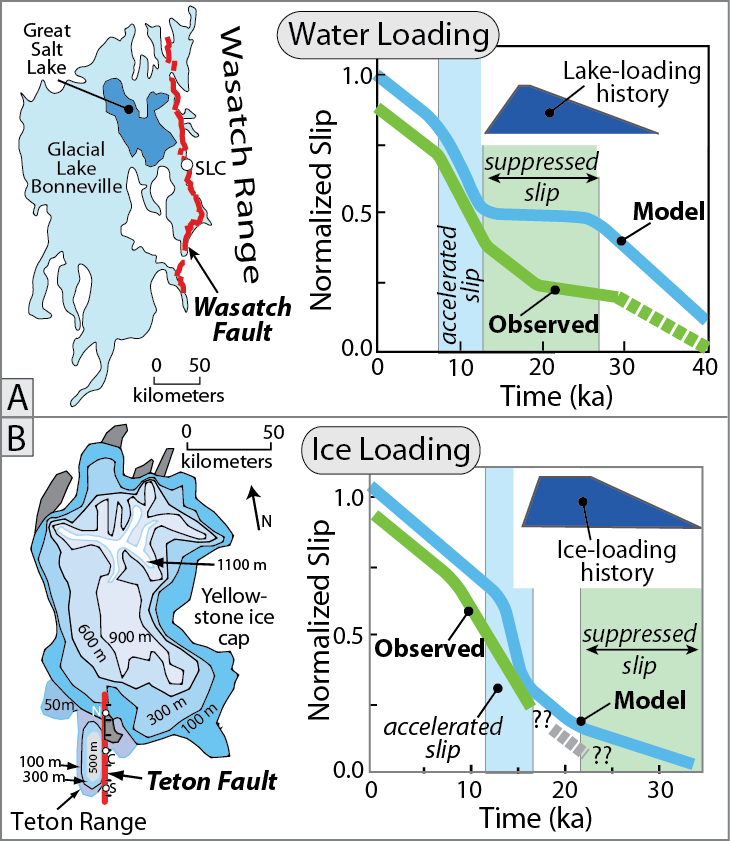 A
Great
Salt
Lake
Glacial
Lake
Bonneville
SLC
Wasatch Range
Wasatch
Fault
0 50
kilometers
Water Loading
Normalized Slip
1.0
0.5
0.0
Lake-loading
history
suppressed
slip
accelerated
slip
Model
Observed
0 10 20 30 40
Time (ka)
B
0 50
kilometers
N
1100 m
Yellow-
stone ice
cap
900 m
600 m
300 m
100 m
50m
N
C
S
500 m
100 m
300 m
Teton Fault
Teton Range
Ice Loading
Normalized Slip
1.0
0.5
0.0
Ice-loading
history
suppressed
slip
Observed
accelerated
slip
??
??
Model
0 10 20 30
Time (ka)